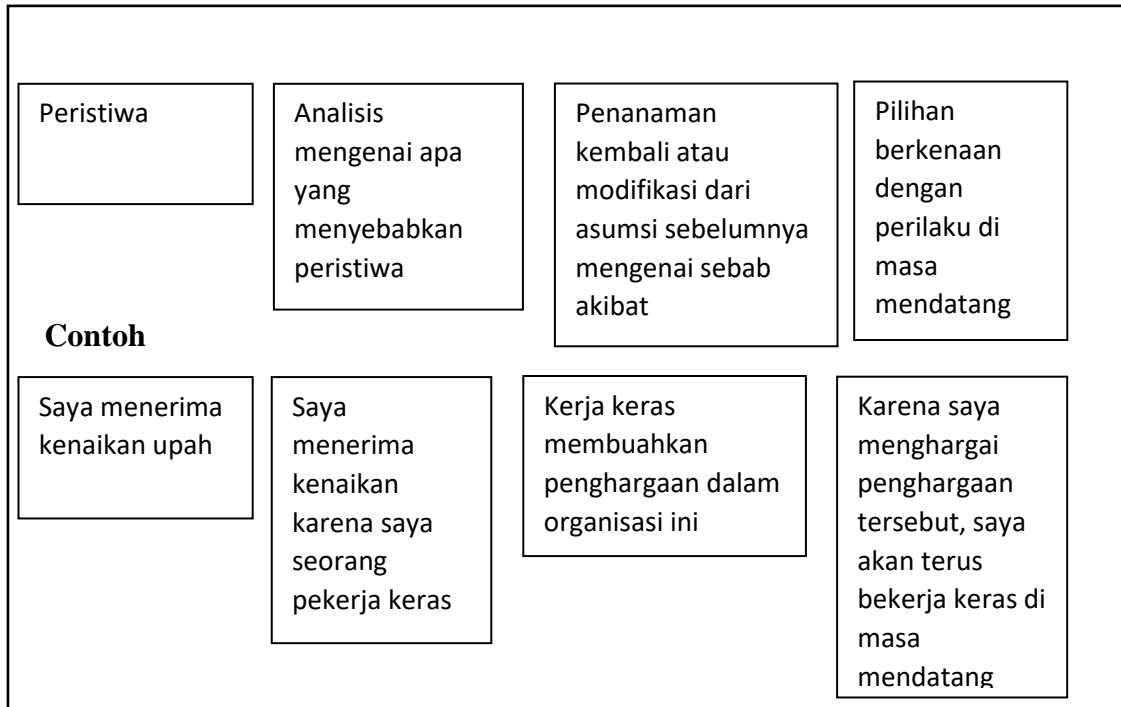 Peristiwa
Analisis
mengenai apa
yang
menyebabkan
peristiwa
Penanaman
kembali atau
modifikasi dari
asumsi sebelumnya
mengenai sebab
akibat
Pilihan
berkenaan
dengan
perilaku di
masa
mendatang
Contoh
Saya menerima
kenaikan upah
Saya
menerima
kenaikan
karena saya
seorang
pekerja keras
Kerja keras
membuahkan
penghargaan dalam
organisasi ini
Karena saya
menghargai
penghargaan
tersebut, saya
akan terus
bekerja keras di
masa
mendatang